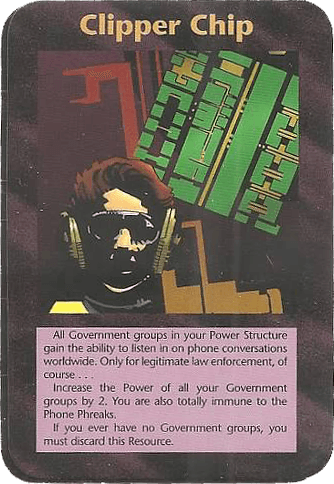 Clipper Chip
All Government groups in your Power Structure
gain the ability to listen in on phone conversations
worldwide. Only for legitimate law enforcement, of
course . . .
Increase the Power of all your Government
groups by 2. You are also totally immune to the
Phone Phreaks.
If you ever have no Government groups, you
must discard this Resource.